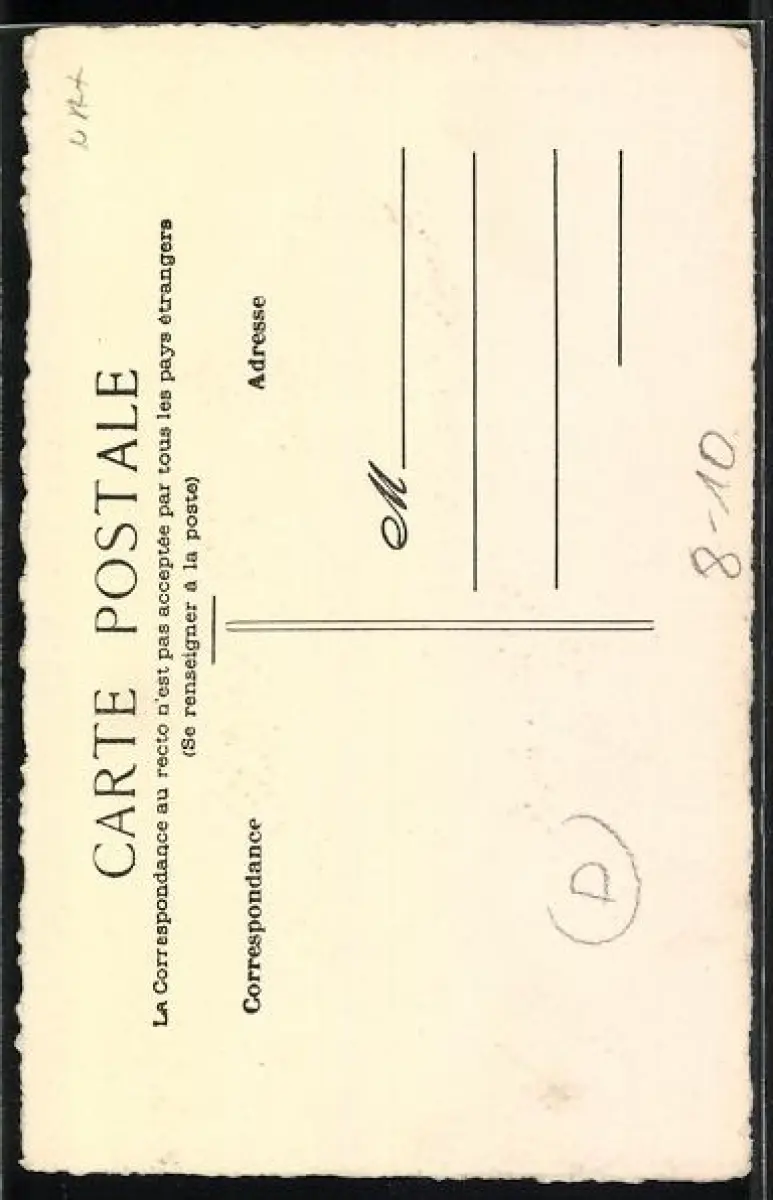 CARTE POSTALE
LA Correspondance au recto n'est pas acceptée par tous les pays étrangers
(Se renseigner à la poste)
Correspondance
Adresse
M
D
8-10